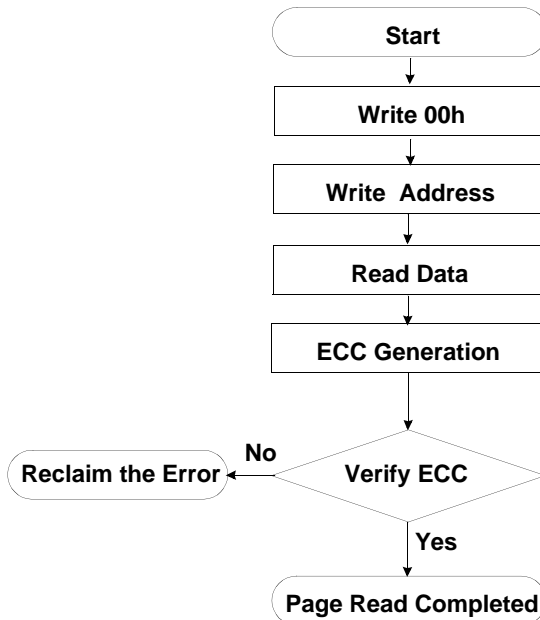 Start
Write 00h
Write Address
Read Data
ECC Generation
No
Reclaim the Error
Verify ECC
Yes
Page Read Completed